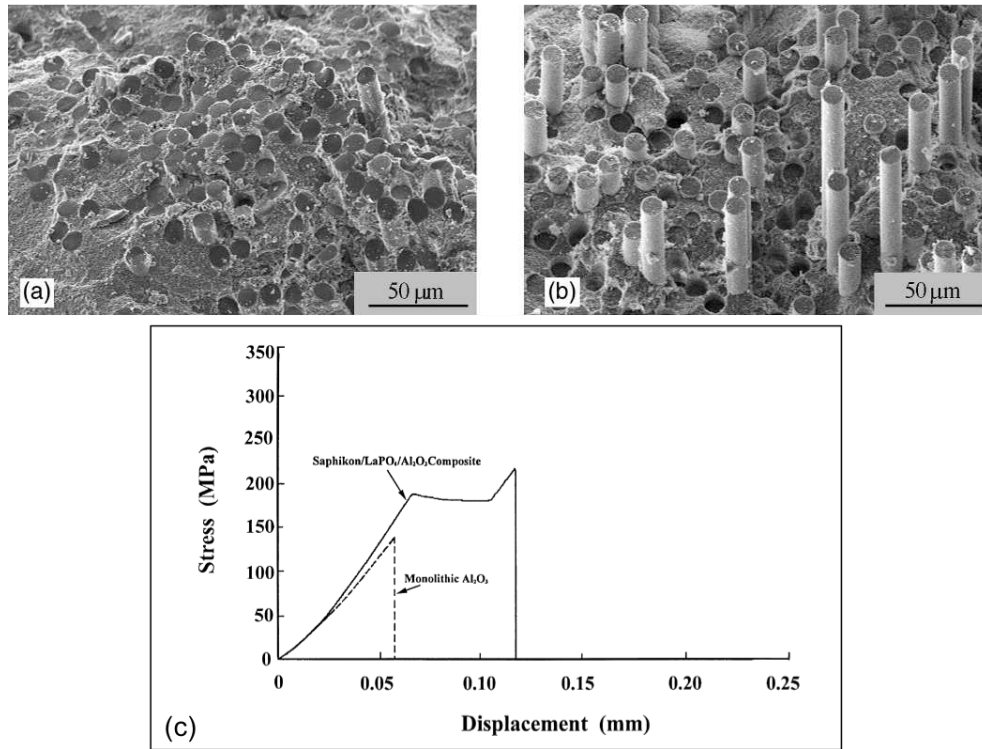 (a)
50 μm
(b)
50 μm
350
300
250
200
150
100
50
0
Stress (MPa)
Saphikon/LaPO₄/Al₂O₃Composite
Monolithic Al₂O₃
0
0.05
0.10
0.15
0.20
0.25
(c)
Displacement (mm)